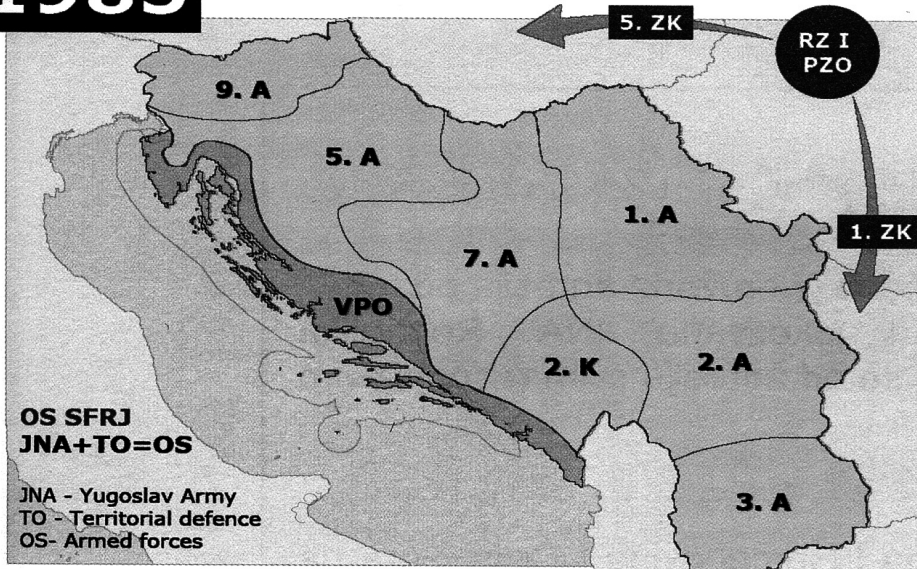 5. ZK
RZ I
PZO
9. A
5. A
1. A
1. ZK
7. A
VPO
2. K
2. A
OS SFRJ
JNA+TO=OS
JNA - Yugoslav Army
TO - Territorial defence
OS- Armed forces
3. A